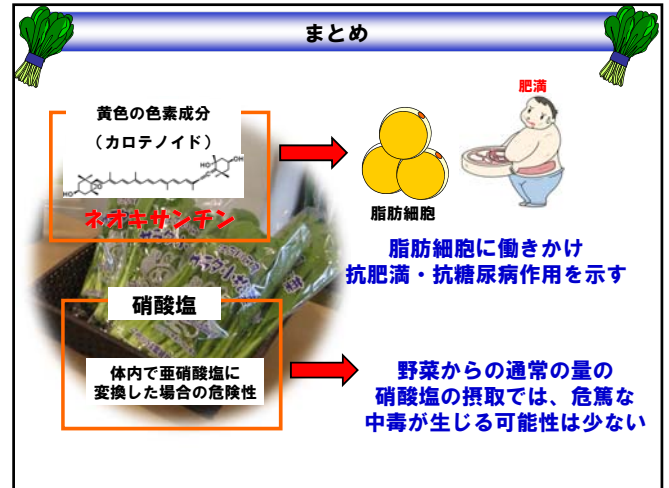 まとめ
黄色の色素成分
（カロテノイド）
HO
O
HO
OH
ネオキサンチン
肥満
脂肪細胞
脂肪細胞に働きかけ
抗肥満・抗糖尿病作用を示す
硝酸塩
体内で亜硝酸塩に
変換した場合の危険性
野菜からの通常の量の
硝酸塩の摂取では、危篤な
中毒が生じる可能性は少ない